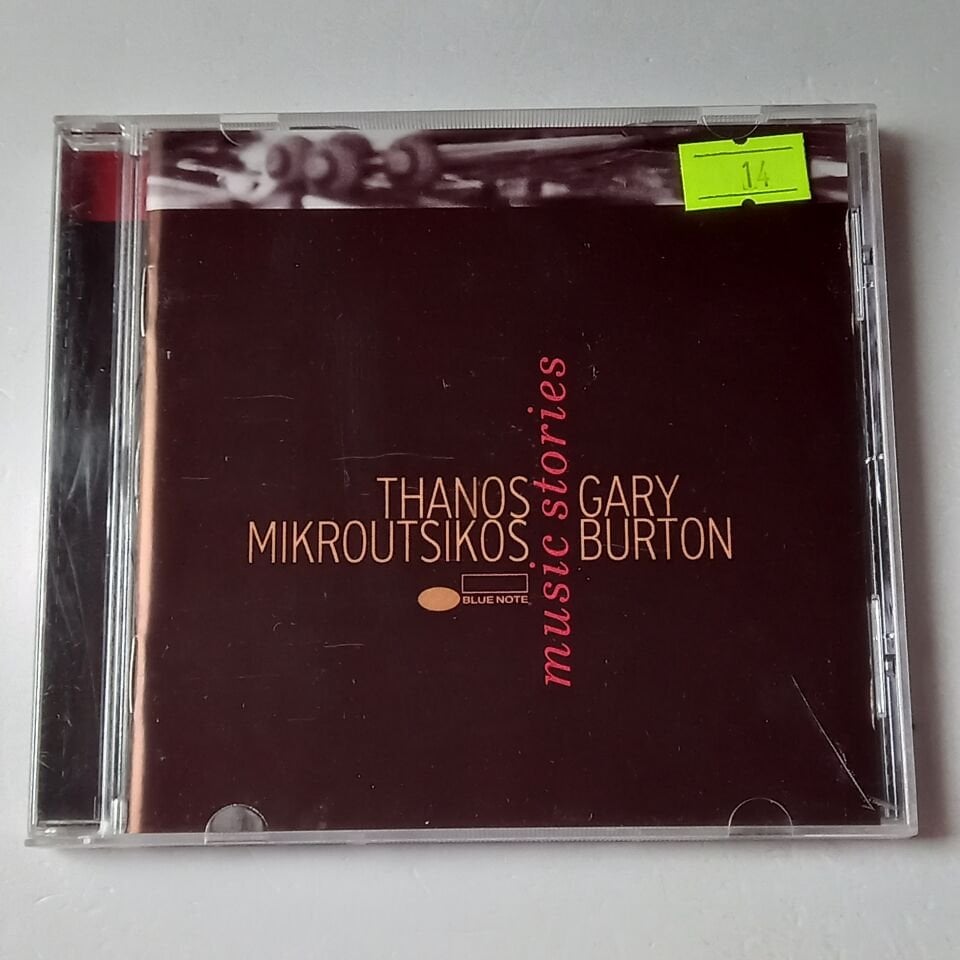 14
THANOS GARY
MIKROUTSIKOS BURTON
music stories
BLUE NOTE